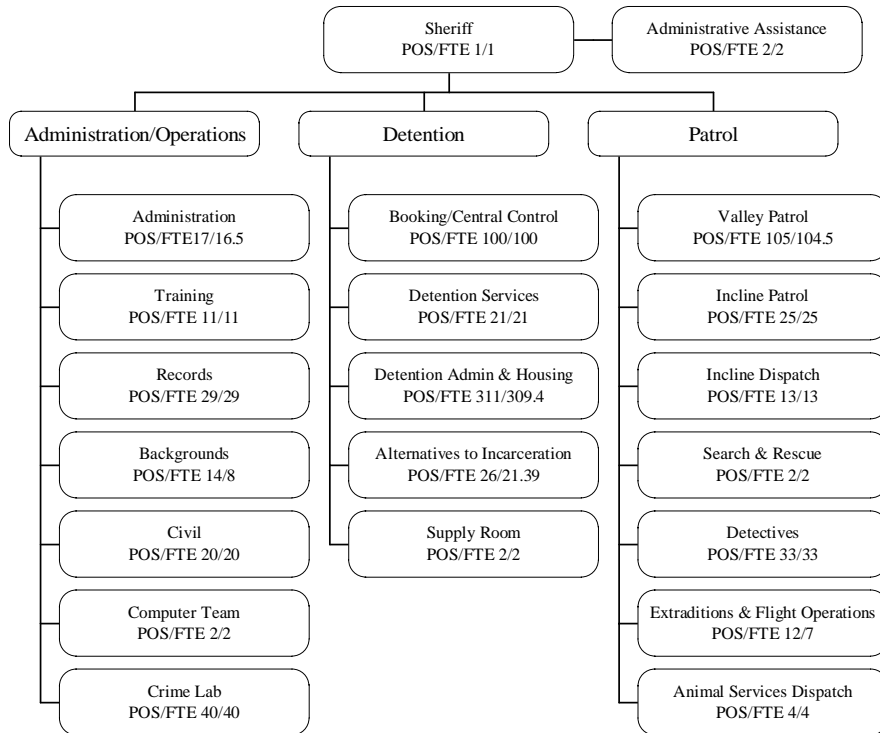 Sheriff
POS/FTE 1/1
Administrative Assistance
POS/FTE 2/2
Administration/Operations
Detention
Patrol
Administration
POS/FTE17/16.5
Training
POS/FTE 11/11
Records
POS/FTE 29/29
Backgrounds
POS/FTE 14/8
Civil
POS/FTE 20/20
Computer Team
POS/FTE 2/2
Crime Lab
POS/FTE 40/40
Booking/Central Control
POS/FTE 100/100
Detention Services
POS/FTE 21/21
Detention Admin & Housing
POS/FTE 311/309.4
Alternatives to Incarceration
POS/FTE 26/21.39
Supply Room
POS/FTE 2/2
Valley Patrol
POS/FTE 105/104.5
Incline Patrol
POS/FTE 25/25
Incline Dispatch
POS/FTE 13/13
Search & Rescue
POS/FTE 2/2
Detectives
POS/FTE 33/33
Extraditions & Flight Operations
POS/FTE 12/7
Animal Services Dispatch
POS/FTE 4/4